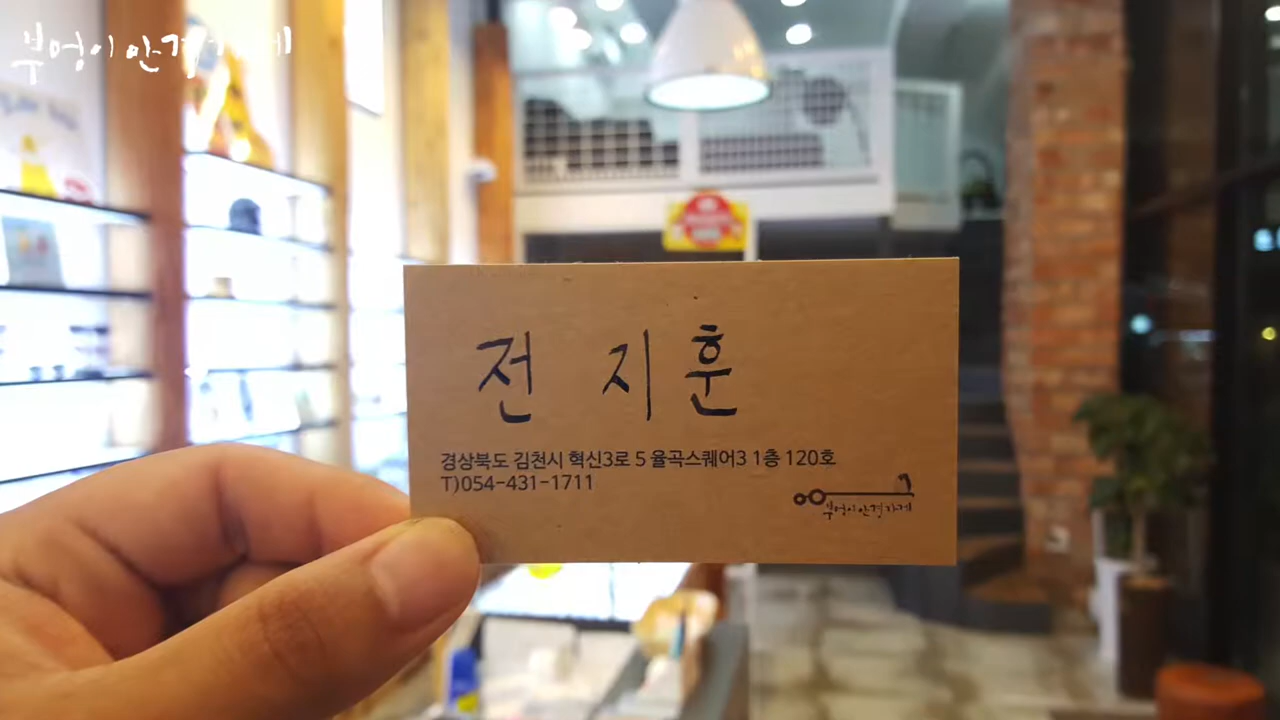 부엉이안경가게
전 지훈
경상북도 김천시 혁신3로 5 율곡스퀘어3 1층 120호
T)054-431-1711
부엉이안경가게